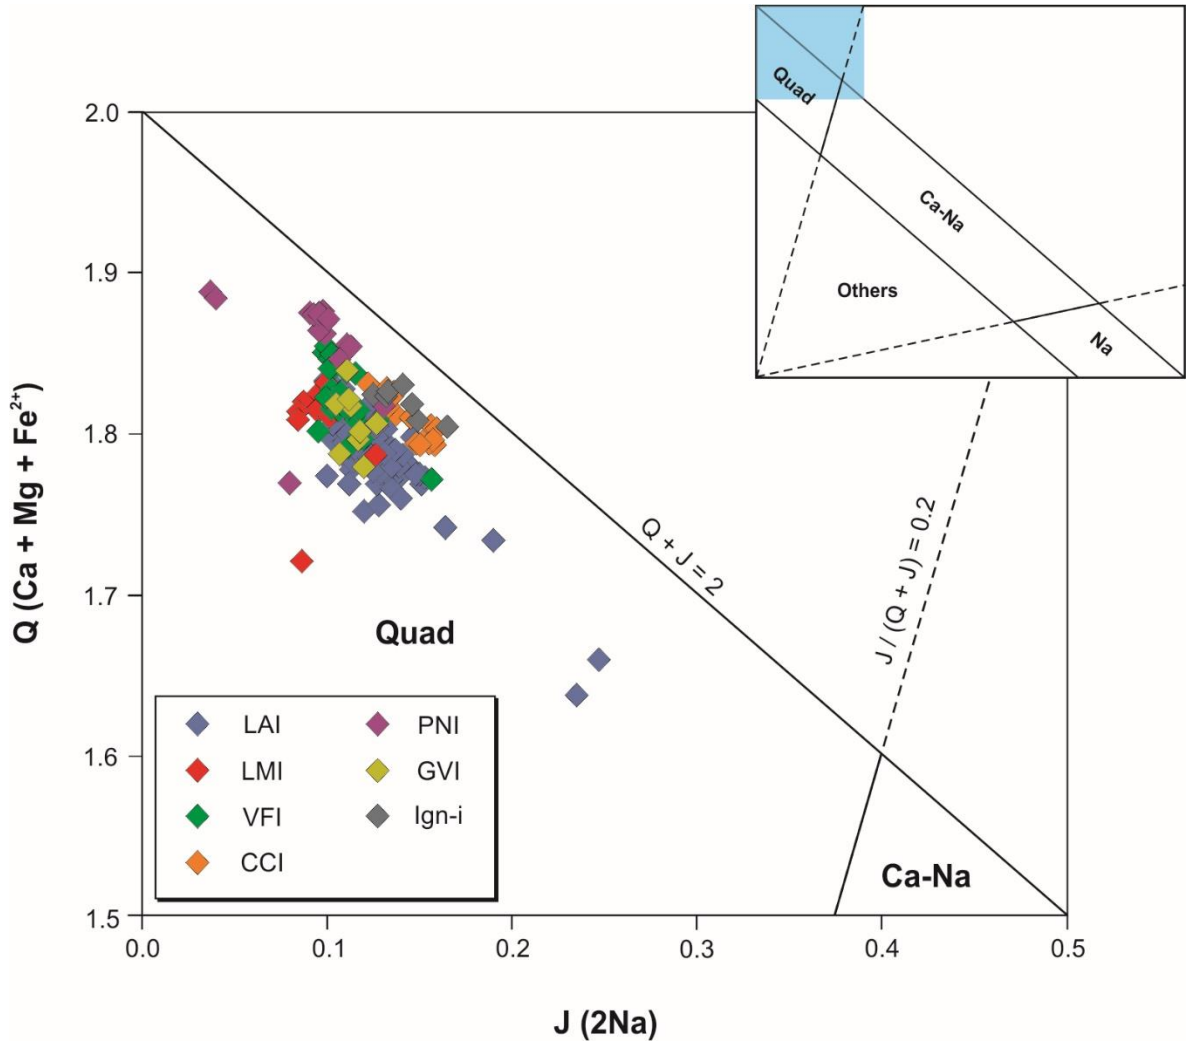 Quad
Ca-Na
Others
Na
2.0
1.9
1.8
1.7
1.6
1.5
Q (Ca + Mg + Fe²⁺)
Q + J = 2
J / (Q + J) = 0.2
Quad
Ca-Na
LAI
LMI
VFI
CCI
PNI
GVI
Ign-i
0.0 0.1 0.2 0.3 0.4 0.5
J (2Na)